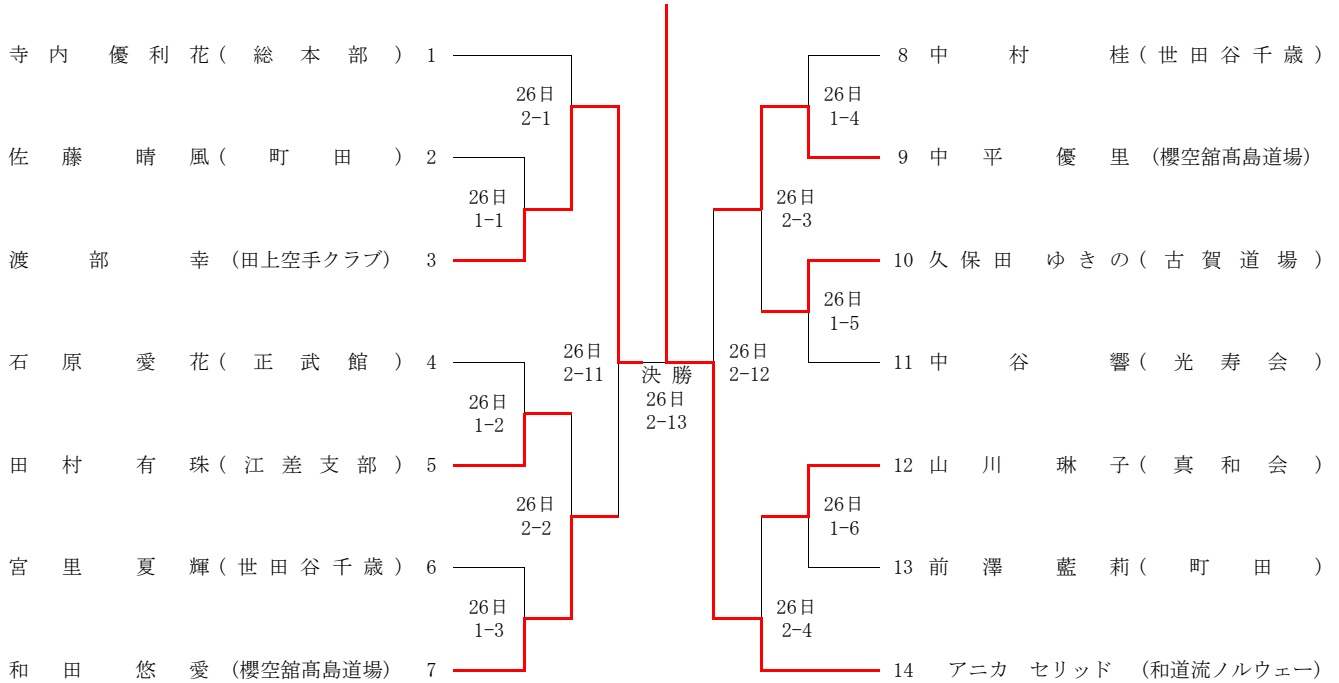 寺内 優利花(総本部) 1
26日
2-1
佐藤 晴風(町田) 2
26日
1-1
渡部 幸 (田上空手クラブ) 3
石原 愛花(正武館) 4
26日
1-2
田村 有珠(江差支部) 5
26日
2-2
宮里 夏輝(世田谷千歳) 6
26日
1-3
和田 悠愛 (櫻空舘髙島道場) 7
26日
2-11
決勝
26日
2-13
26日
2-12
8 中村 桂(世田谷千歳)
26日
1-4
9 中平 優里 (櫻空舘髙島道場)
26日
2-3
10 久保田 ゆきの(古賀道場)
26日
1-5
11 中谷 響(光寿会)
12 山川 琳子(真和会)
26日
1-6
13 前澤 藍莉(町田)
26日
2-4
14 アニカ セリッド (和道流ノルウェー)